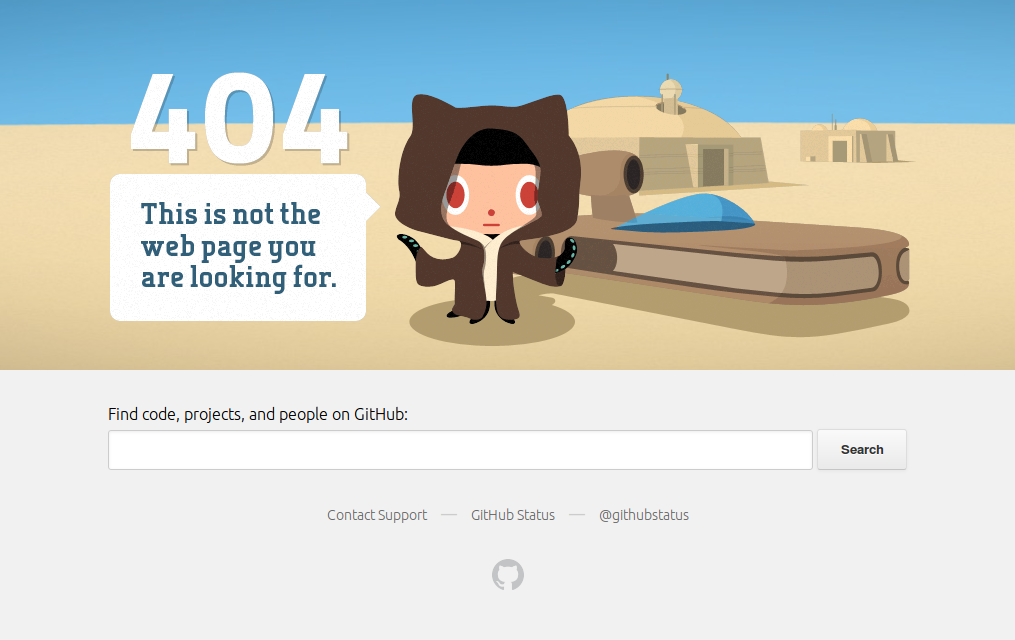 404
This is not the
web page you
are looking for.
Find code, projects, and people on GitHub:
Search
Contact Support — GitHub Status — @githubstatus